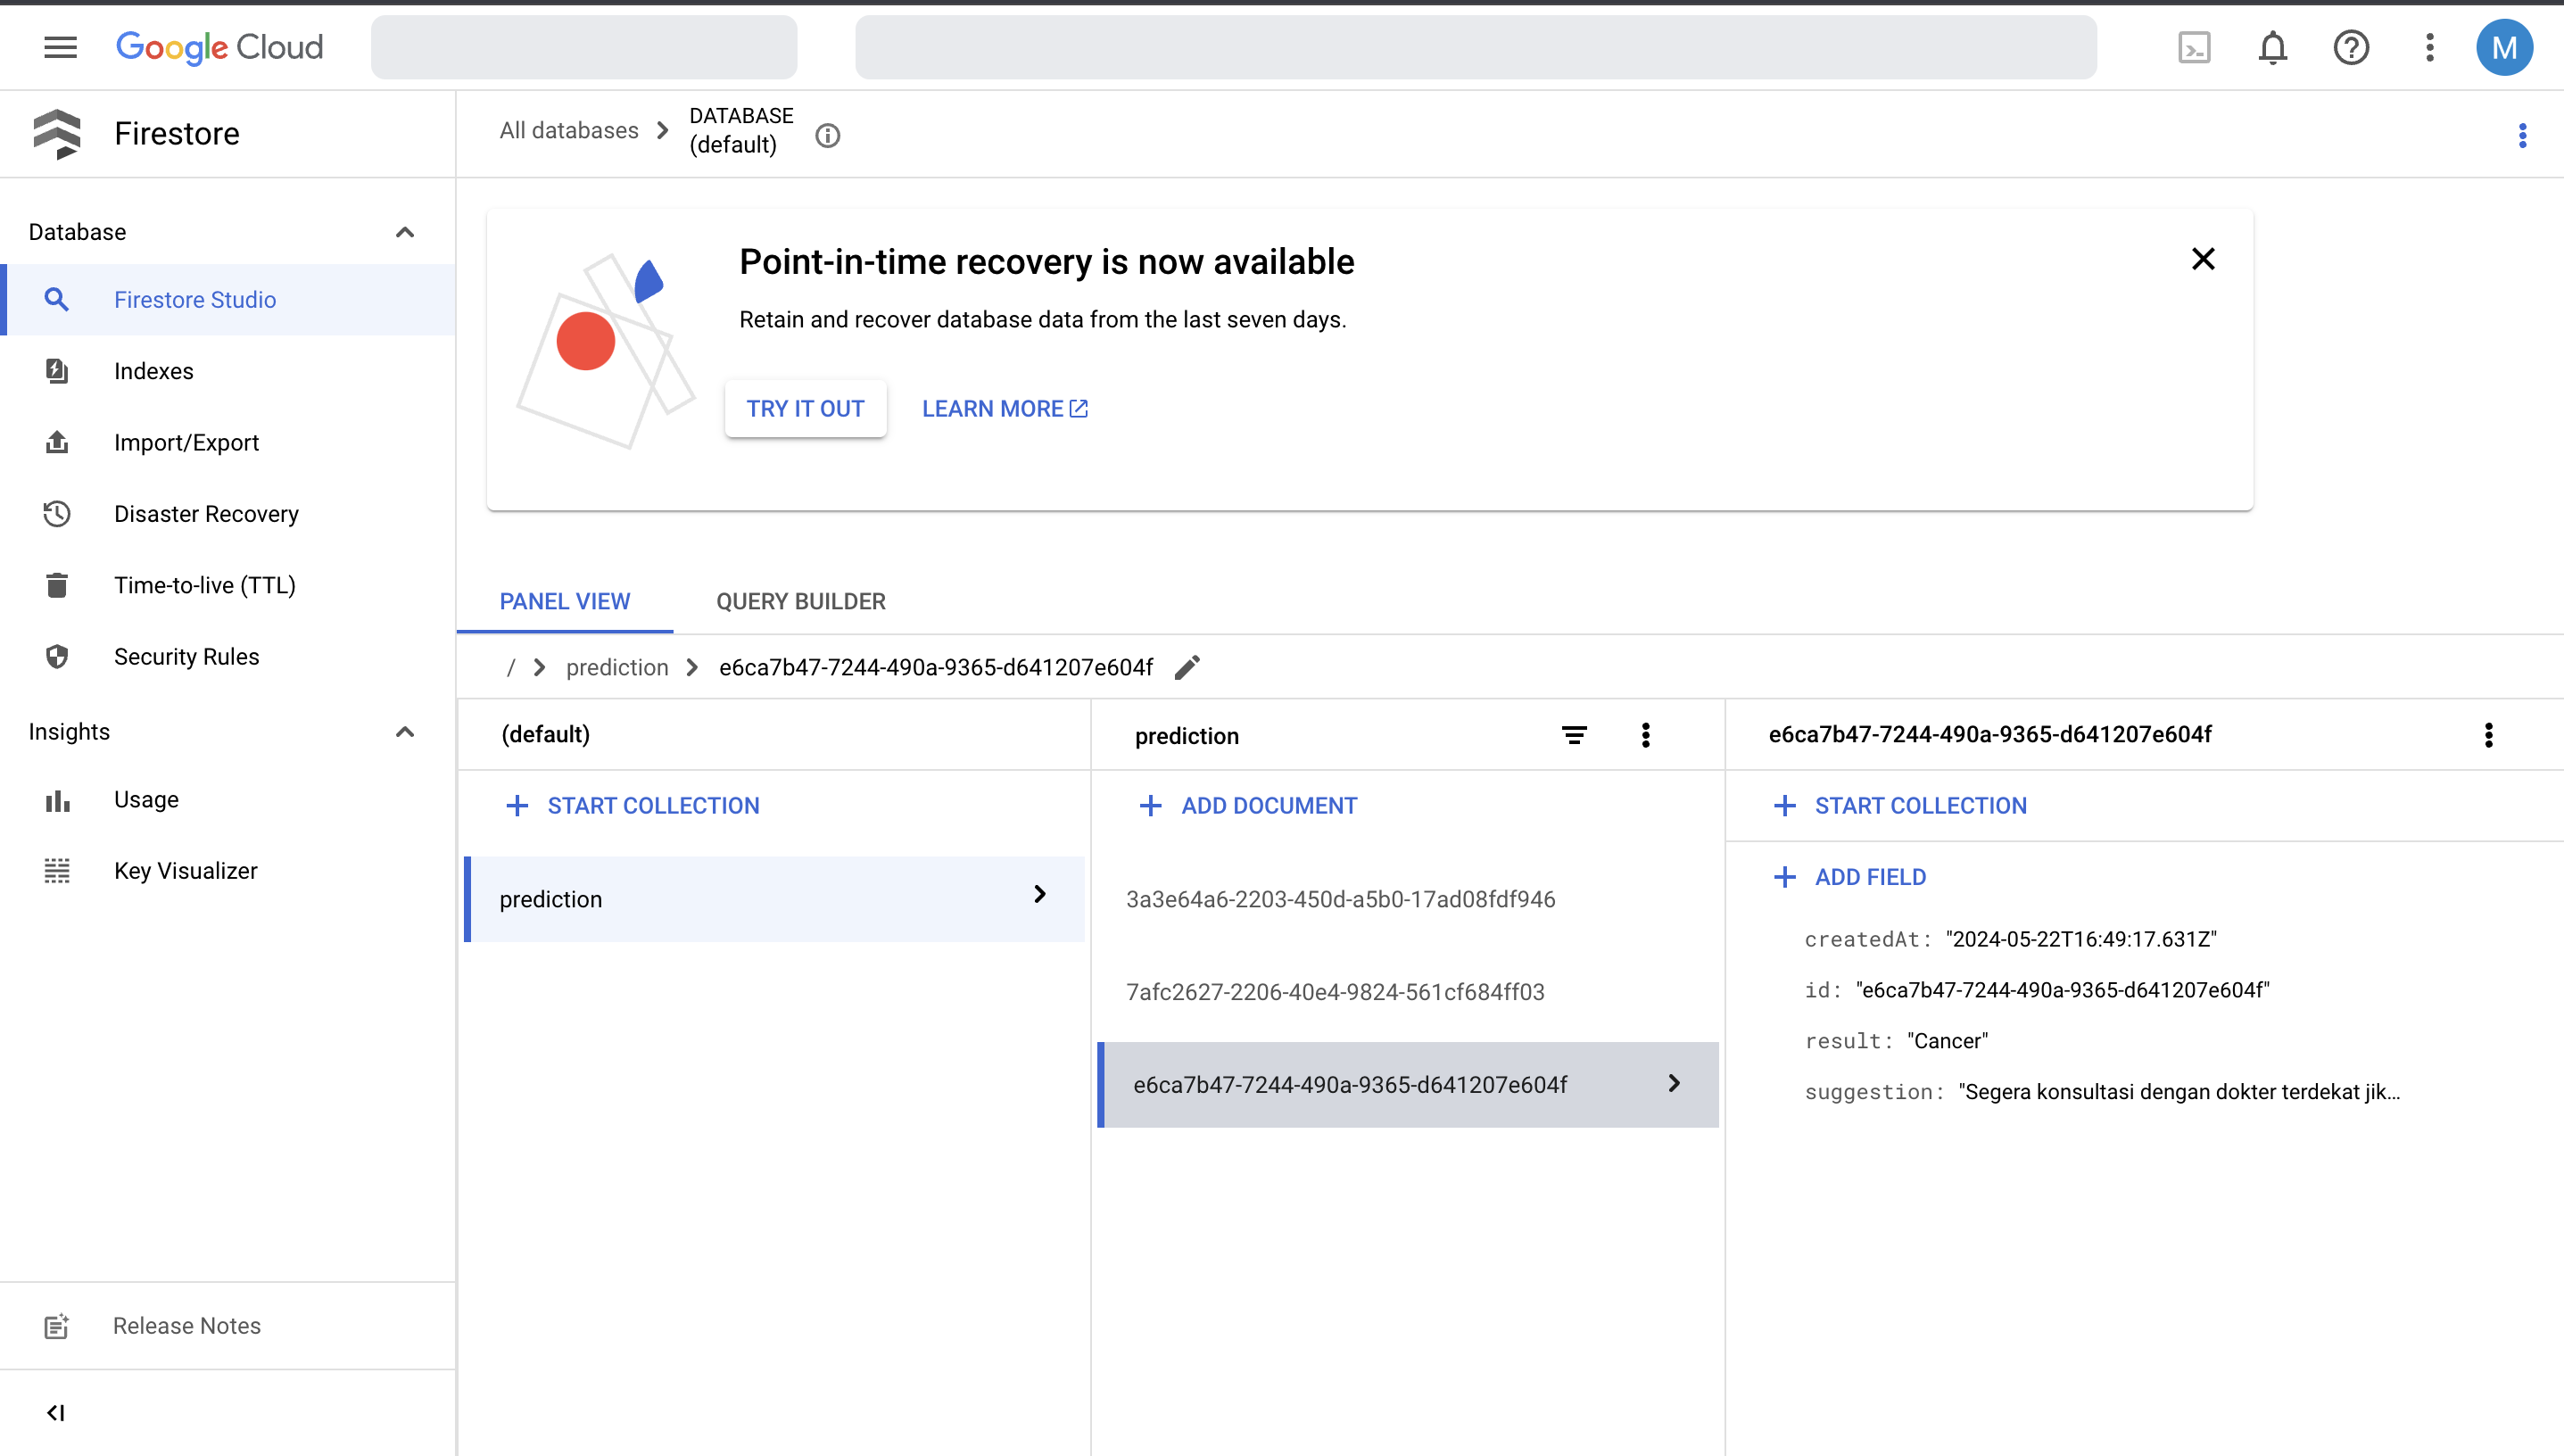 Google Cloud
M
Firestore
All databases
DATABASE
(default)
Database
Firestore Studio
Indexes
Import/Export
Disaster Recovery
Time-to-live (TTL)
Security Rules
Insights
Usage
Key Visualizer
Release Notes
Point-in-time recovery is now available
Retain and recover database data from the last seven days.
TRY IT OUT
LEARN MORE
PANEL VIEW
QUERY BUILDER
/ prediction e6ca7b47-7244-490a-9365-d641207e604f
(default)
START COLLECTION
prediction
prediction
ADD DOCUMENT
3a3e64a6-2203-450d-a5b0-17ad08fdf946
7afc2627-2206-40e4-9824-561cf684ff03
e6ca7b47-7244-490a-9365-d641207e604f
e6ca7b47-7244-490a-9365-d641207e604f
START COLLECTION
ADD FIELD
createdAt: "2024-05-22T16:49:17.631Z"
id: "e6ca7b47-7244-490a-9365-d641207e604f"
result: "Cancer"
suggestion: "Segera konsultasi dengan dokter terdekat jik...